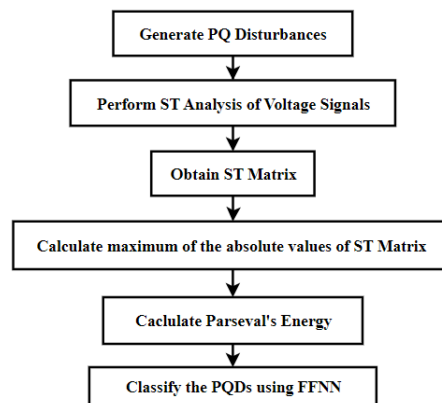 Generate PQ Disturbances
Perform ST Analysis of Voltage Signals
Obtain ST Matrix
Calculate maximum of the absolute values of ST Matrix
Caclulate Parseval's Energy
Classify the PQDs using FFNN